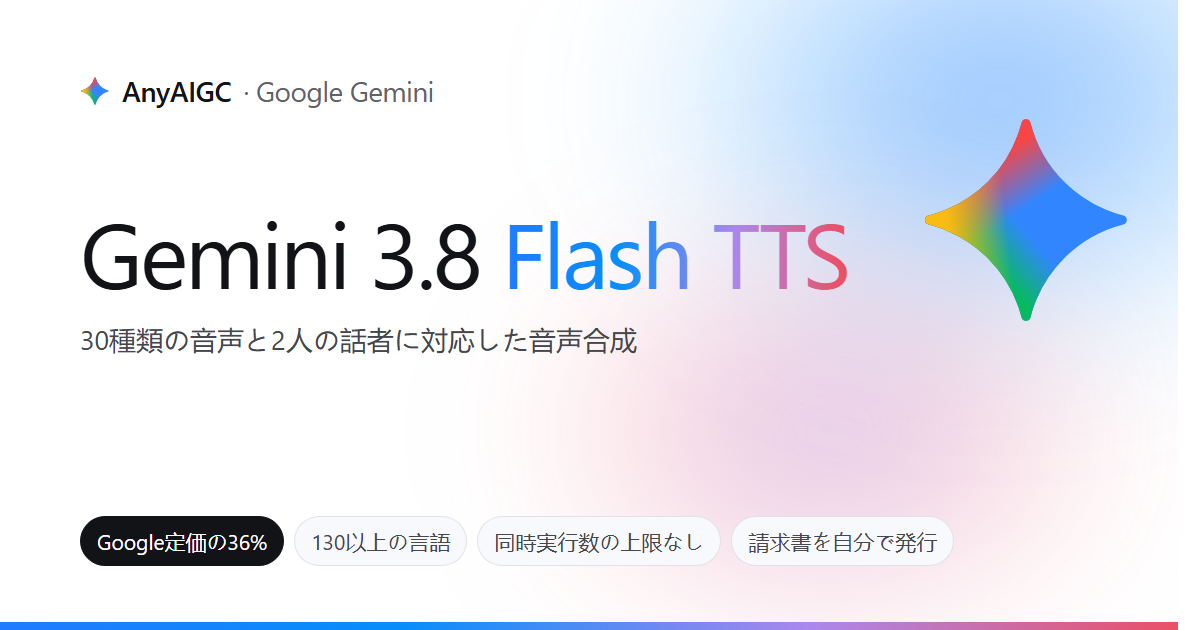 AnyAIGC · Google Gemini
Gemini 3.8 Flash TTS
30種類の音声と2人の話者に対応した音声合成
Google定価の36%
130以上の言語
同時実行数の上限なし
請求書を自分で発行